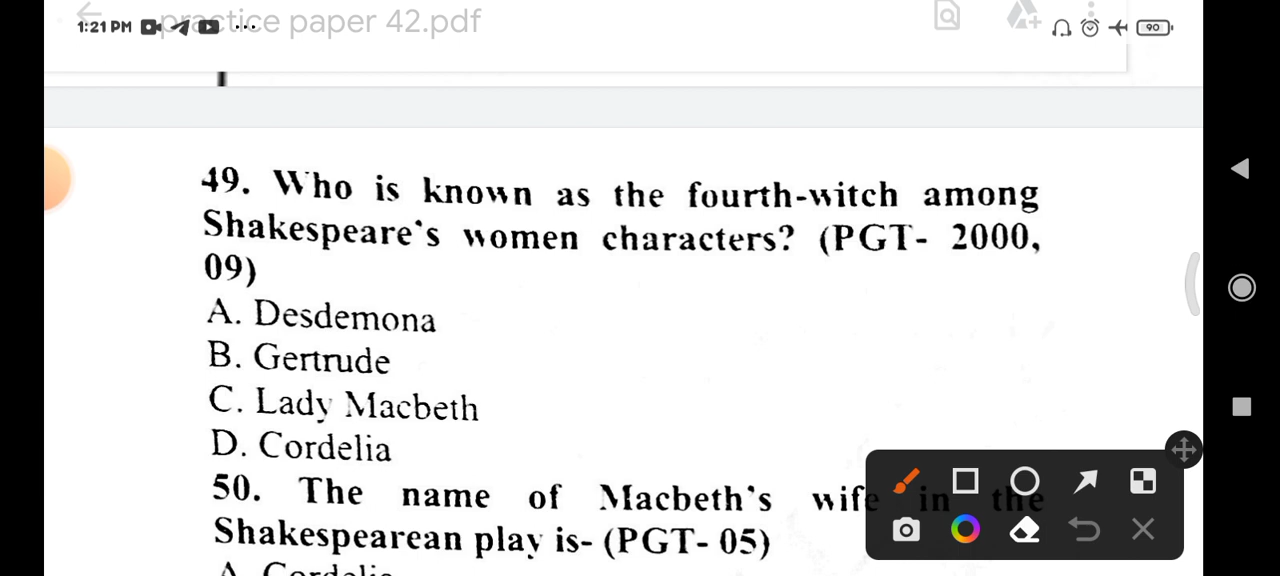 1:21 PM ...
practice paper 42.pdf
90
49. Who is known as the fourth-witch among
Shakespeare's women characters? (PGT- 2000,
09)
A. Desdemona
B. Gertrude
C. Lady Macbeth
D. Cordelia
50. The name of Macbeth's wife in the
Shakespearean play is- (PGT- 05)
A. Cordelia